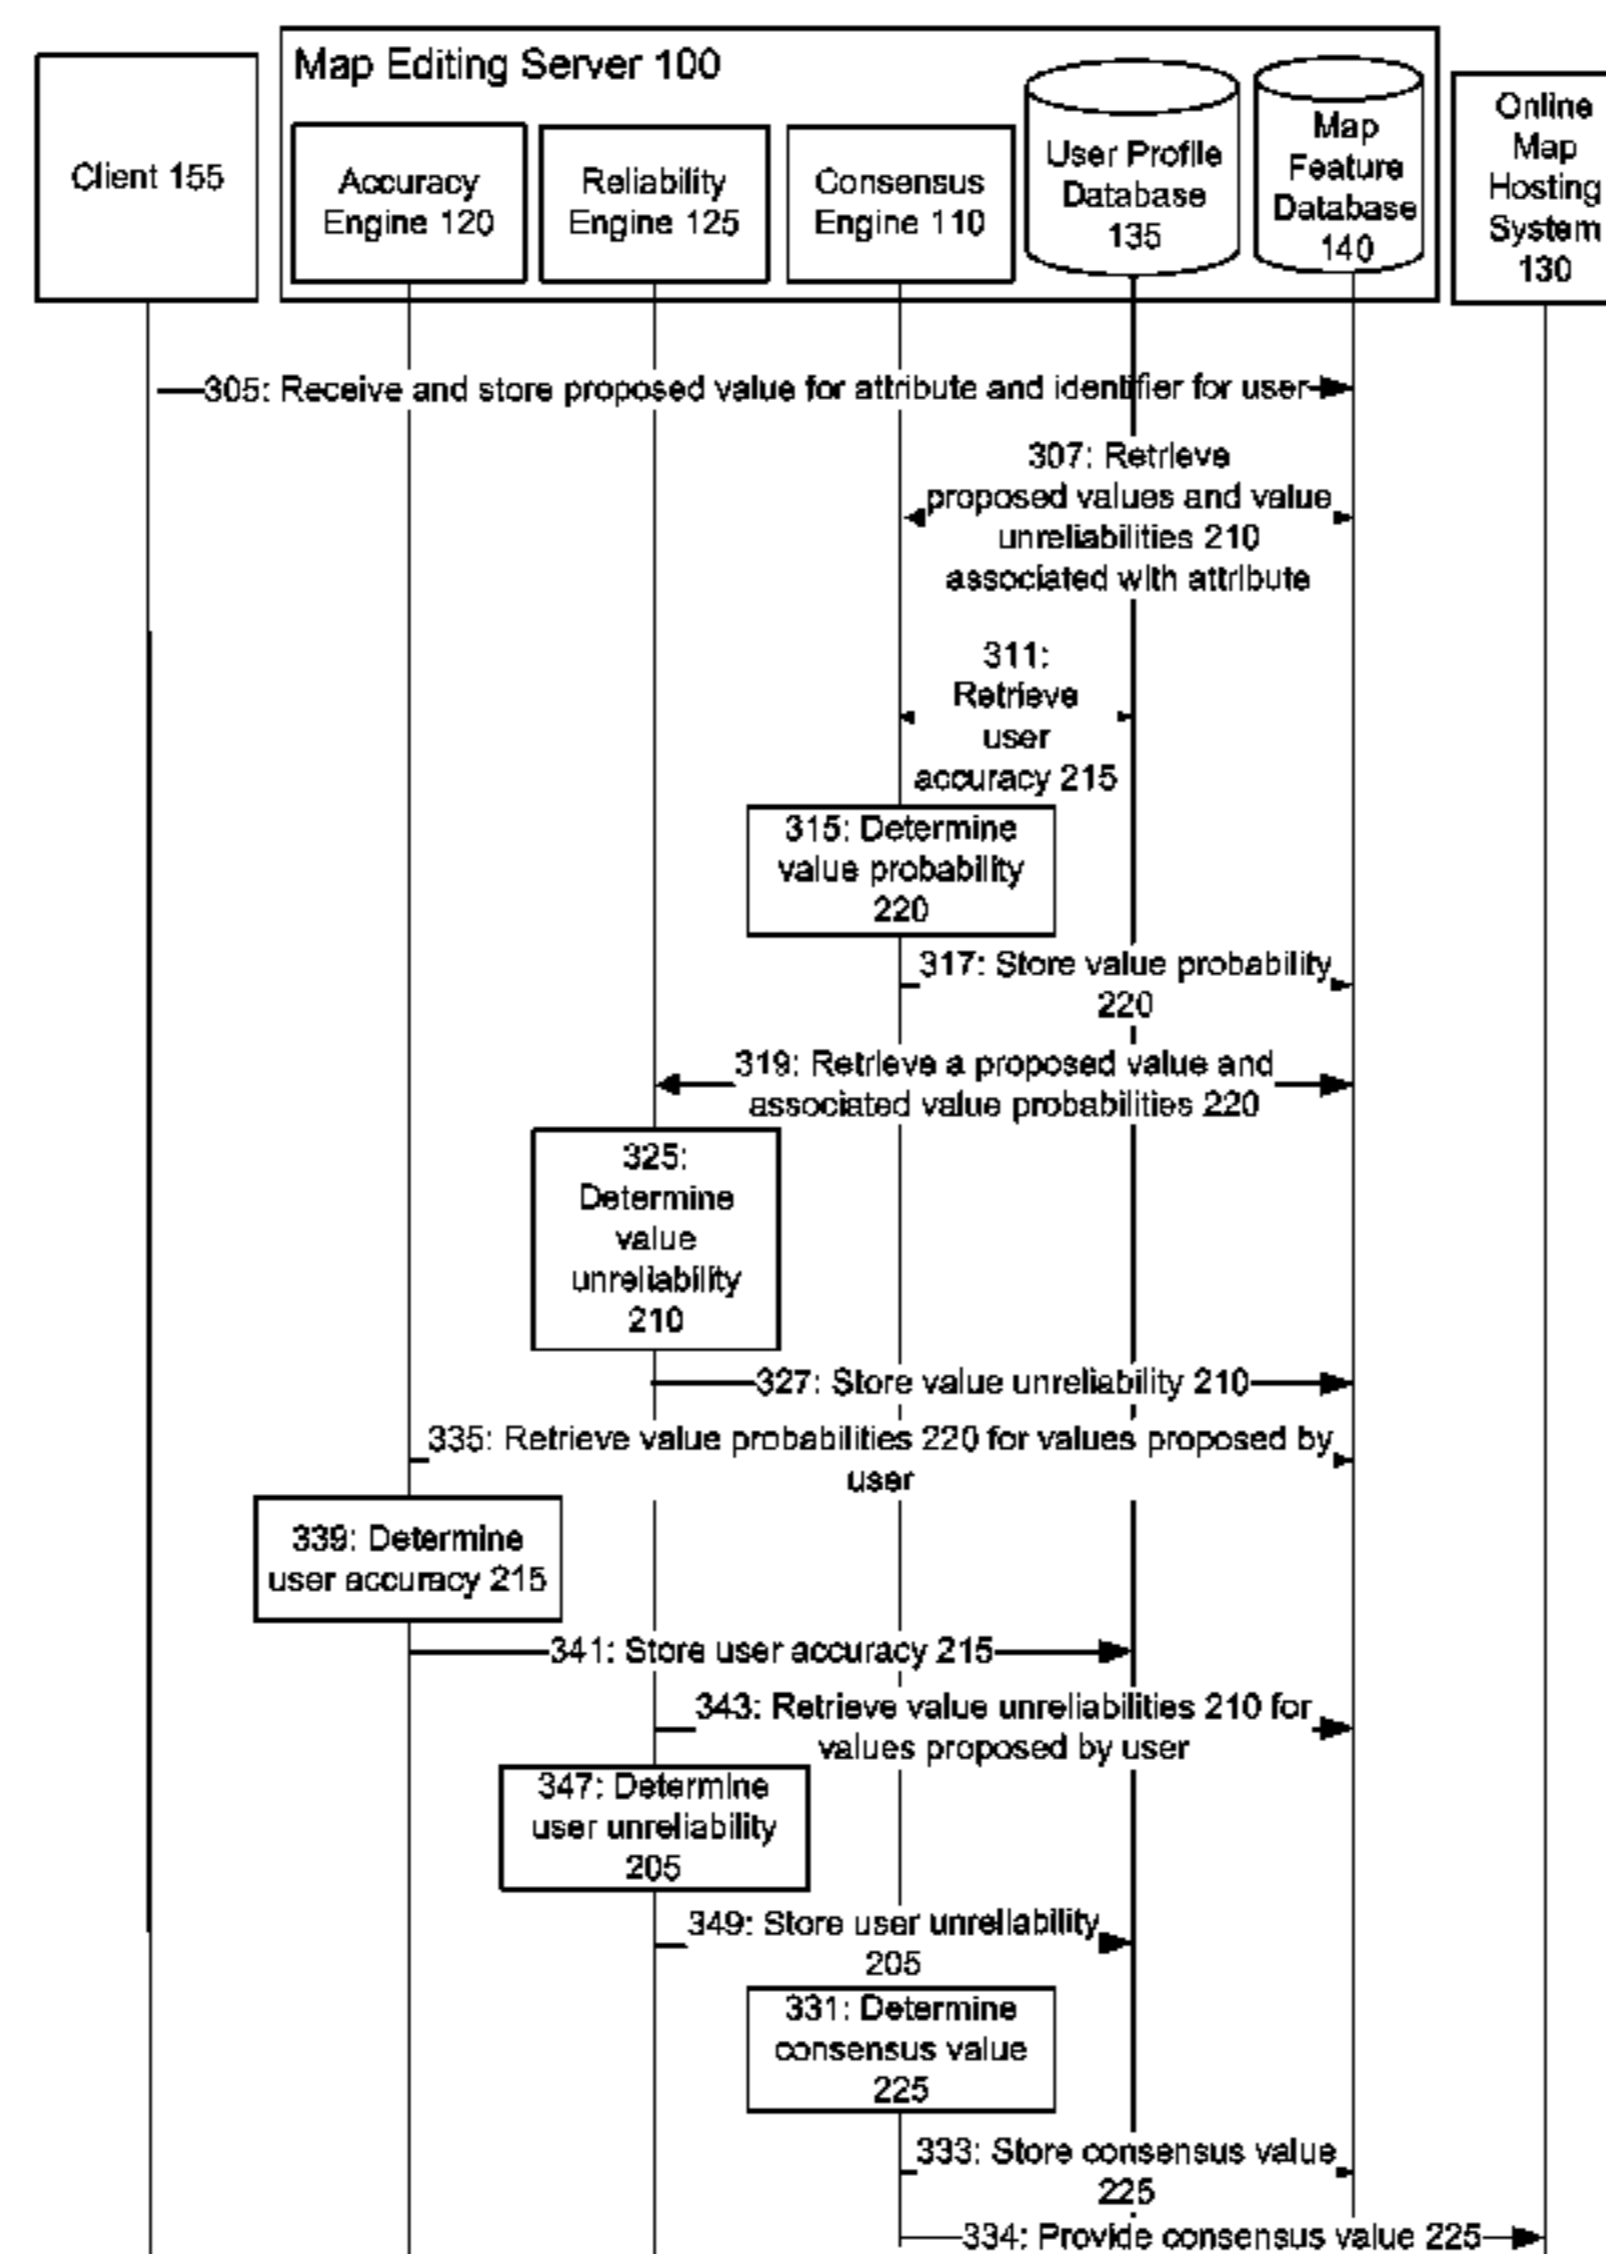 Map Editing Server 100
Client 155
Accuracy
Engine 120
Reliability
Engine 125
Consensus
Engine 110
User Profile
Database
135
Map
Feature
Database
140
Online
Map
Hosting
System
130
305: Receive and store proposed value for attribute and identifier for user
307: Retrieve
proposed values and value
unreliabilities 210
associated with attribute
311:
Retrieve
user
accuracy 215
315: Determine
value probability
220
317: Store value probability
220
319: Retrieve a proposed value and
associated value probabilities 220
325:
Determine
value
unreliability
210
327: Store value unreliability 210
335: Retrieve value probabilities 220 for values proposed by
user
339: Determine
user accuracy 215
341: Store user accuracy 215
343: Retrieve value unreliabilities 210 for
values proposed by user
347: Determine
user unreliability
205
349: Store user unreliability
205
331: Determine
consensus value
225
333: Store consensus value
225
334: Provide consensus value 225